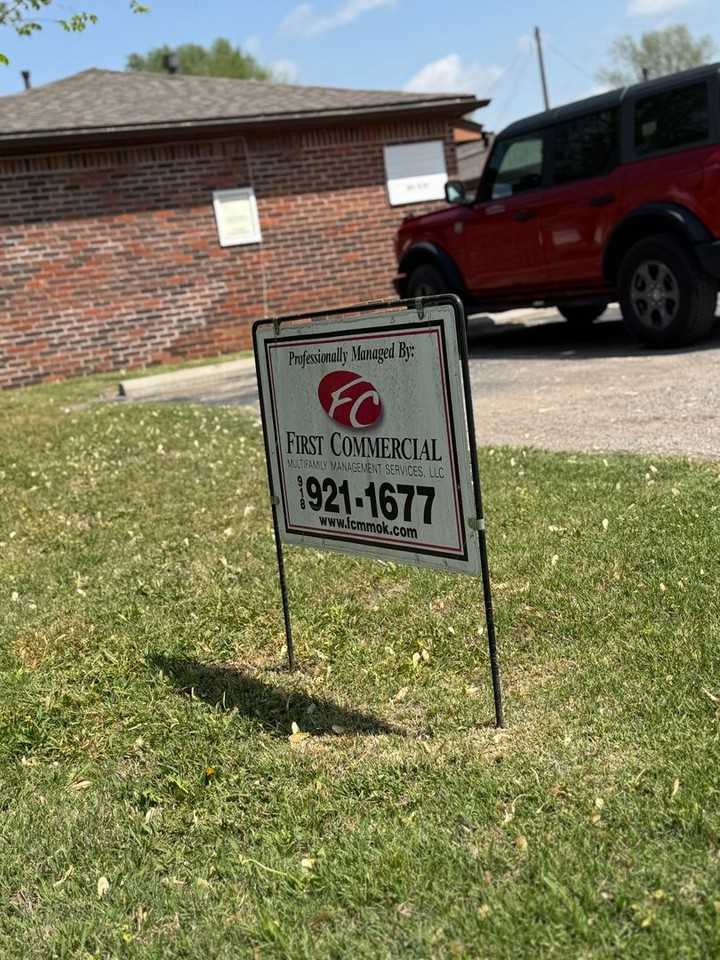 Professionally Managed By:
FC
FIRST COMMERCIAL
MULTIFAMILY MANAGEMENT SERVICES, LLC
918 921-1677
www.fcmmok.com